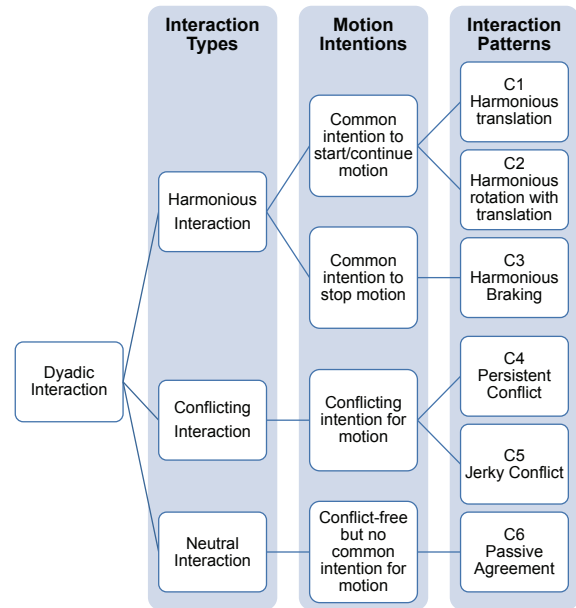 Interaction
Types
Motion
Intentions
Interaction
Patterns
Dyadic
Interaction
Harmonious
Interaction
Common
intention to
start/continue
motion
C1
Harmonious
translation
C2
Harmonious
rotation with
translation
Common
intention to
stop motion
C3
Harmonious
Braking
Conflicting
Interaction
Conflicting
intention for
motion
C4
Persistent
Conflict
C5
Jerky Conflict
Neutral
Interaction
Conflict-free
but no
common
intention for
motion
C6
Passive
Agreement